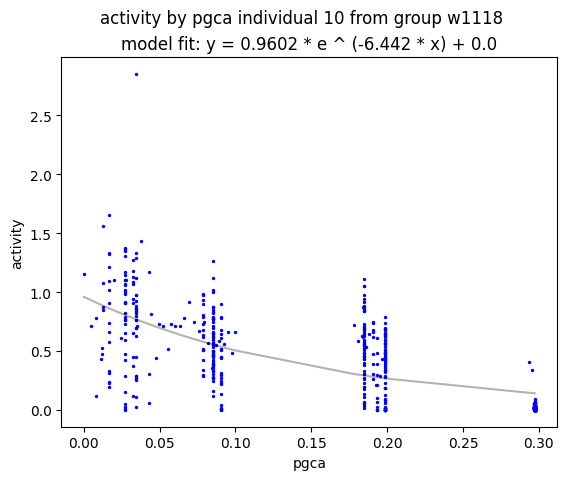 activity by pgca individual 10 from group w1118
model fit: y = 0.9602 * e ^ (-6.442 * x) + 0.0
2.5
2.0
1.5
1.0
0.5
0.0
activity
0.00 0.05 0.10 0.15 0.20 0.25 0.30
pgca